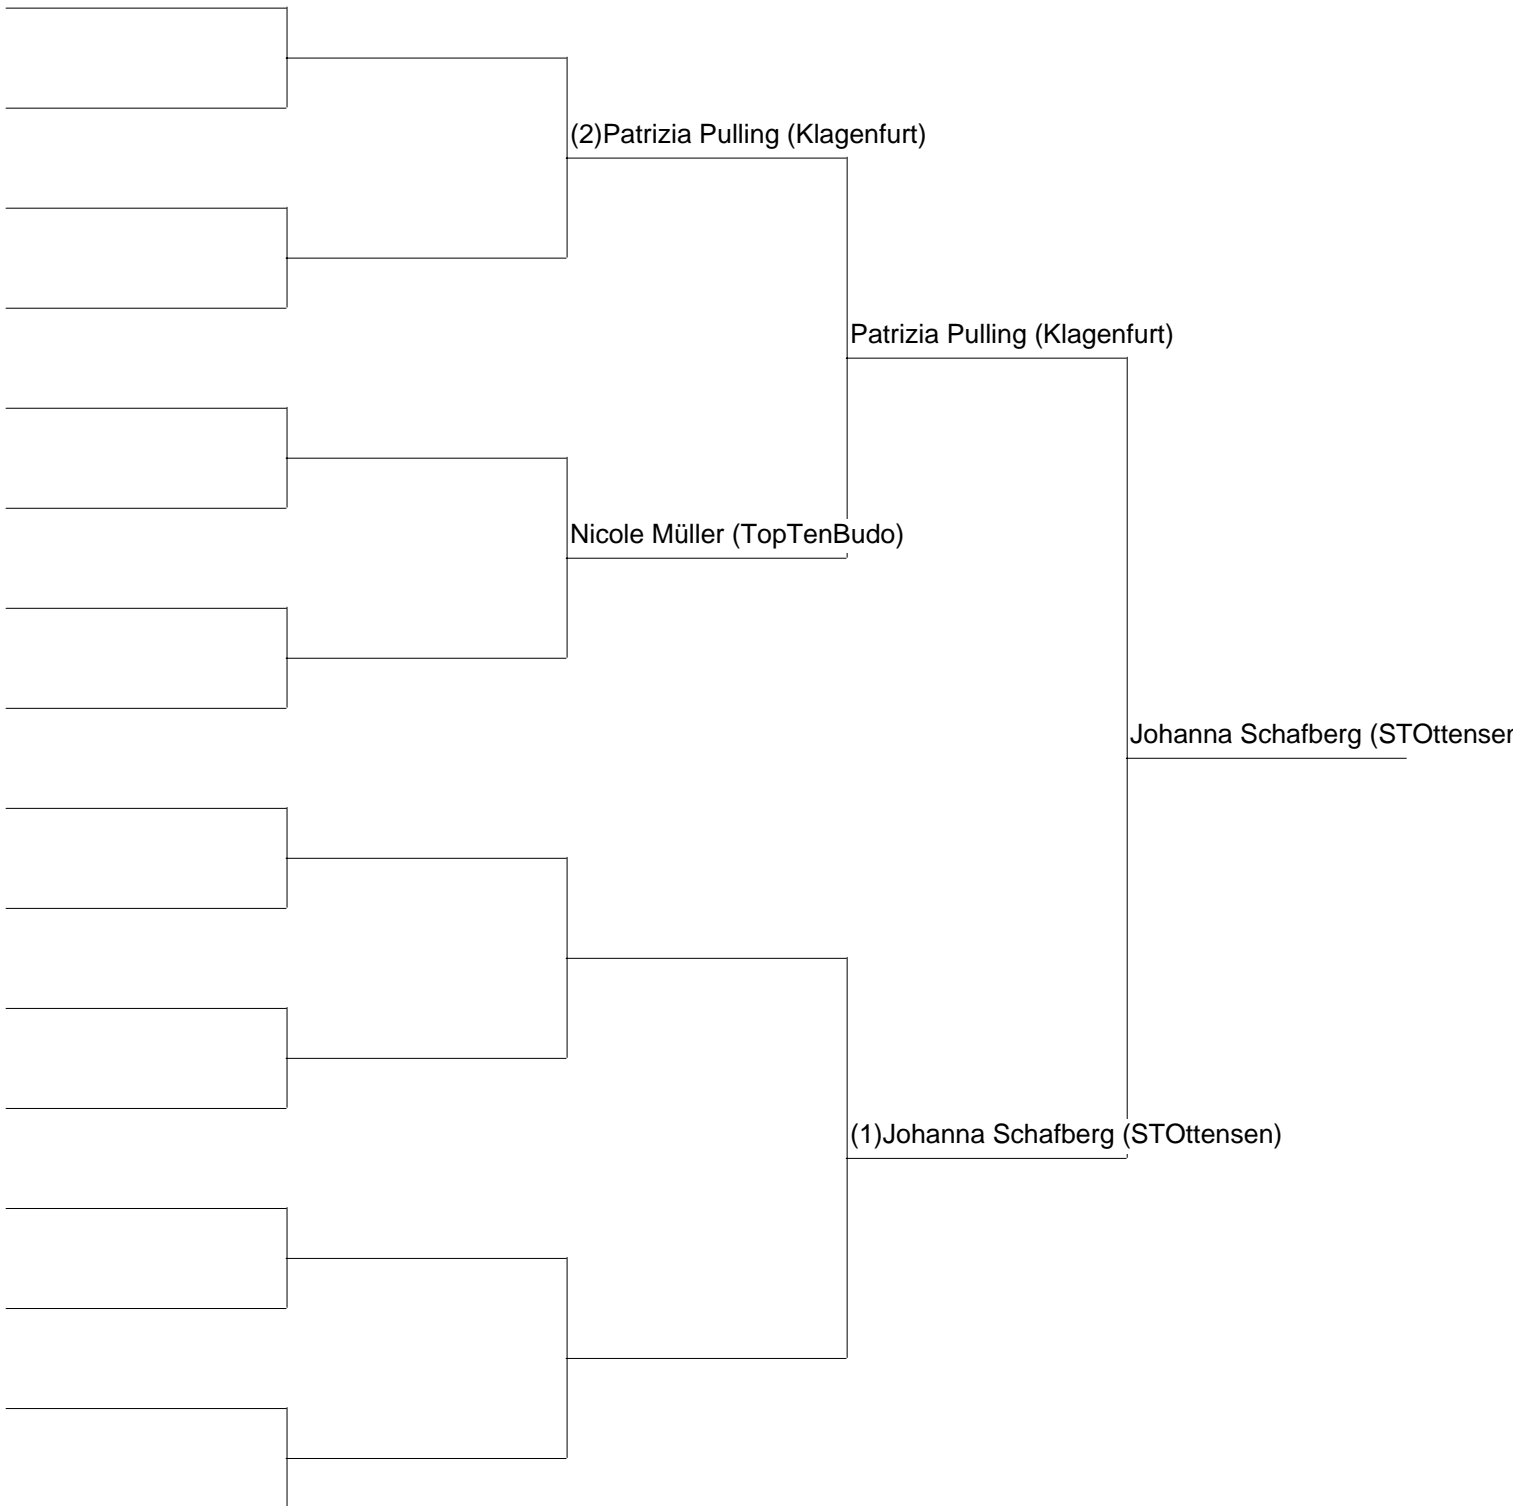 (2)Patrizia Pulling (Klagenfurt)
Patrizia Pulling (Klagenfurt)
Nicole Müller (TopTenBudo)
Johanna Schafberg (STOttensen
(1)Johanna Schafberg (STOttensen)